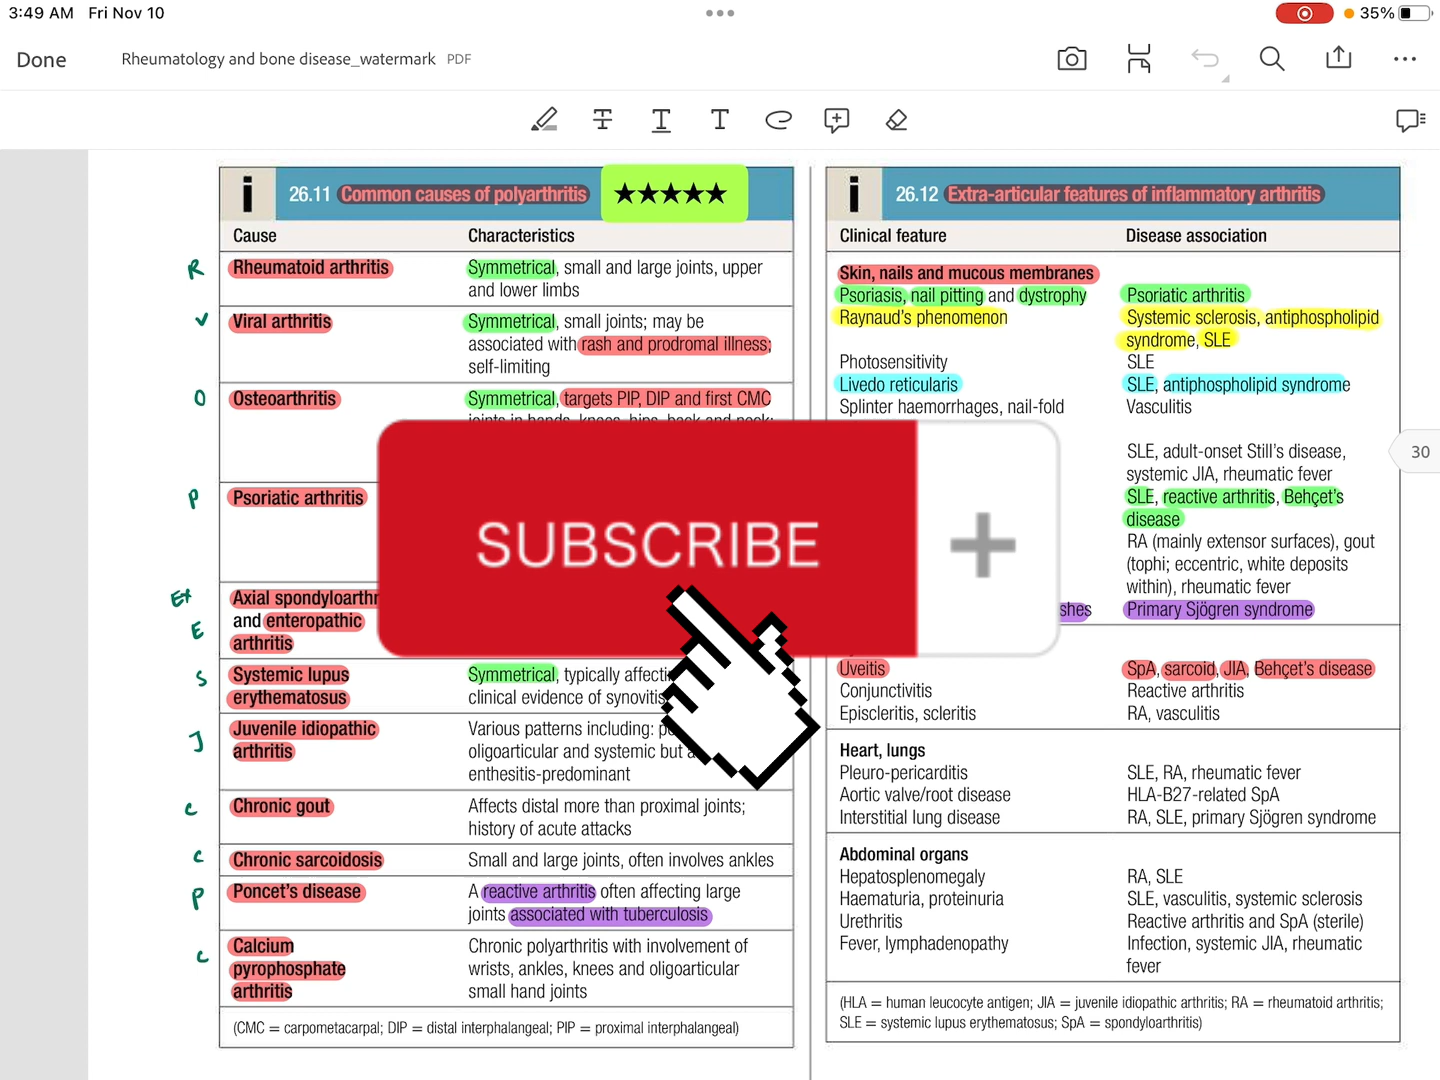 3:49 AM Fri Nov 10
35%
Done
Rheumatology and bone disease_watermark PDF
30
i 26.11 Common causes of polyarthritis ★★★★★
Cause Characteristics
R Rheumatoid arthritis Symmetrical, small and large joints, upper
and lower limbs
V Viral arthritis Symmetrical, small joints; may be
associated with rash and prodromal illness;
self-limiting
O Osteoarthritis Symmetrical, targets PIP, DIP and first CMC
P Psoriatic arthritis
Axial spondyloarthr
E and enteropathic
arthritis
S Systemic lupus Symmetrical, typically affecti
erythematosus clinical evidence of synovitis
J Juvenile idiopathic Various patterns including: p
arthritis oligoarticular and systemic but a
enthesitis-predominant
C Chronic gout Affects distal more than proximal joints;
history of acute attacks
C Chronic sarcoidosis Small and large joints, often involves ankles
P Poncet's disease A reactive arthritis often affecting large
joints associated with tuberculosis
C Calcium Chronic polyarthritis with involvement of
pyrophosphate wrists, ankles, knees and oligoarticular
arthritis small hand joints
(CMC = carpometacarpal; DIP = distal interphalangeal; PIP = proximal interphalangeal)
SUBSCRIBE +
i 26.12 Extra-articular features of inflammatory arthritis
Clinical feature Disease association
Skin, nails and mucous membranes
Psoriasis, nail pitting and dystrophy Psoriatic arthritis
Raynaud's phenomenon Systemic sclerosis, antiphospholipid
syndrome, SLE
Photosensitivity SLE
Livedo reticularis SLE, antiphospholipid syndrome
Splinter haemorrhages, nail-fold Vasculitis
SLE, adult-onset Still's disease,
systemic JIA, rheumatic fever
SLE, reactive arthritis, Behçet's
disease
RA (mainly extensor surfaces), gout
(tophi; eccentric, white deposits
within), rheumatic fever
shes Primary Sjögren syndrome
Uveitis SpA, sarcoid, JIA, Behçet's disease
Conjunctivitis Reactive arthritis
Episcleritis, scleritis RA, vasculitis
Heart, lungs
Pleuro-pericarditis SLE, RA, rheumatic fever
Aortic valve/root disease HLA-B27-related SpA
Interstitial lung disease RA, SLE, primary Sjögren syndrome
Abdominal organs
Hepatosplenomegaly RA, SLE
Haematuria, proteinuria SLE, vasculitis, systemic sclerosis
Urethritis Reactive arthritis and SpA (sterile)
Fever, lymphadenopathy Infection, systemic JIA, rheumatic
fever
(HLA = human leucocyte antigen; JIA = juvenile idiopathic arthritis; RA = rheumatoid arthritis;
SLE = systemic lupus erythematosus; SpA = spondyloarthritis)